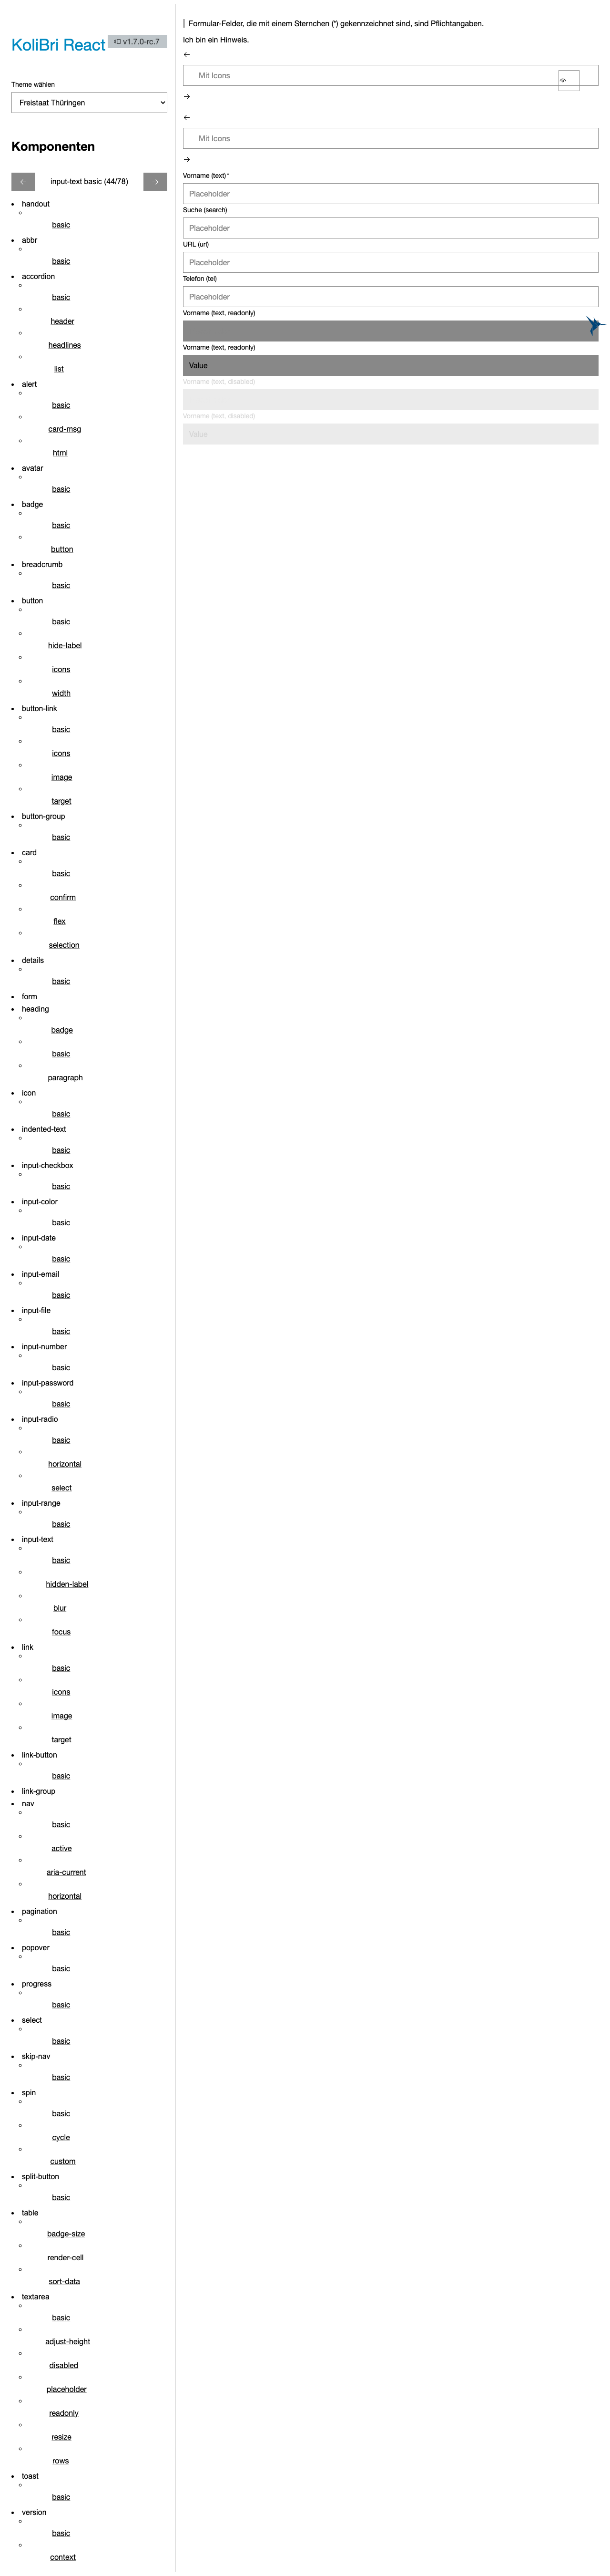 KoliBri React
v1.7.0-rc.7
Theme wählen
Freistaat Thüringen
Komponenten
← input-text basic (44/78) →
handout
basic
abbr
basic
accordion
basic
header
headlines
list
alert
basic
card-msg
html
avatar
basic
badge
basic
button
breadcrumb
basic
button
basic
hide-label
icons
width
button-link
basic
icons
image
target
button-group
basic
card
basic
confirm
flex
selection
details
basic
form
heading
badge
basic
paragraph
icon
basic
indented-text
basic
input-checkbox
basic
input-color
basic
input-date
basic
input-email
basic
input-file
basic
input-number
basic
input-password
basic
input-radio
basic
horizontal
select
input-range
basic
input-text
basic
hidden-label
blur
focus
link
basic
icons
image
target
link-button
basic
link-group
nav
basic
active
aria-current
horizontal
pagination
basic
popover
basic
progress
basic
select
basic
skip-nav
basic
spin
basic
cycle
custom
split-button
basic
table
badge-size
render-cell
sort-data
textarea
basic
adjust-height
disabled
placeholder
readonly
resize
rows
toast
basic
version
basic
context
Formular-Felder, die mit einem Sternchen (*) gekennzeichnet sind, sind Pflichtangaben.
Ich bin ein Hinweis.
←
Mit Icons
→
←
Mit Icons
→
Vorname (text)*
Placeholder
Suche (search)
Placeholder
URL (url)
Placeholder
Telefon (tel)
Placeholder
Vorname (text, readonly)
Vorname (text, readonly)
Value
Vorname (text, disabled)
Vorname (text, disabled)
Value